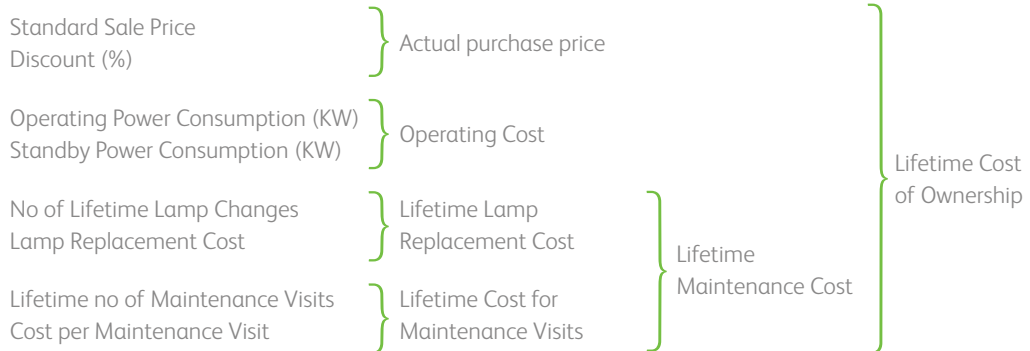 Standard Sale Price
Discount (%)
Actual purchase price
Operating Power Consumption (KW)
Standby Power Consumption (KW)
Operating Cost
No of Lifetime Lamp Changes
Lamp Replacement Cost
Lifetime Lamp
Replacement Cost
Lifetime no of Maintenance Visits
Cost per Maintenance Visit
Lifetime Cost for
Maintenance Visits
Lifetime
Maintenance Cost
Lifetime Cost
of Ownership